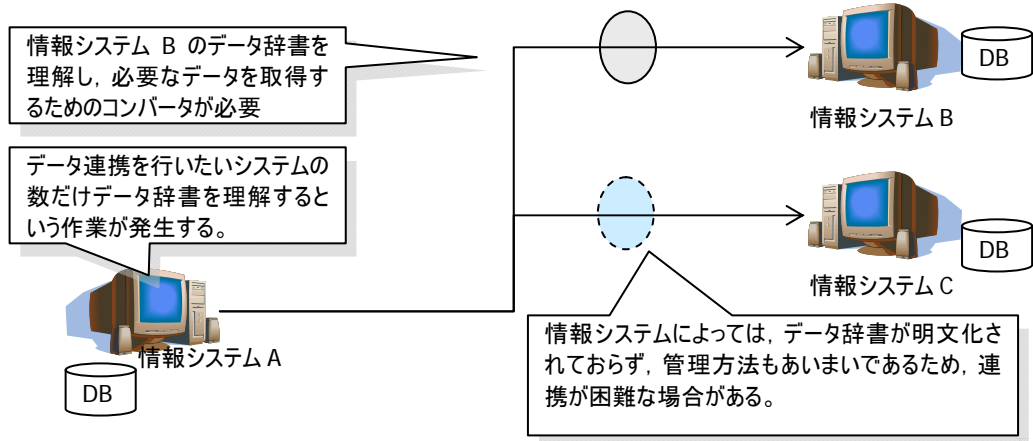 情報システム B のデータ辞書を
理解し，必要なデータを取得す
るためのコンバータが必要
DB
情報システム B
データ連携を行いたいシステムの
数だけデータ辞書を理解すると
いう作業が発生する。
DB
情報システム C
情報システム A
DB
情報システムによっては，データ辞書が明文化さ
れておらず，管理方法もあいまいであるため，連
携が困難な場合がある。